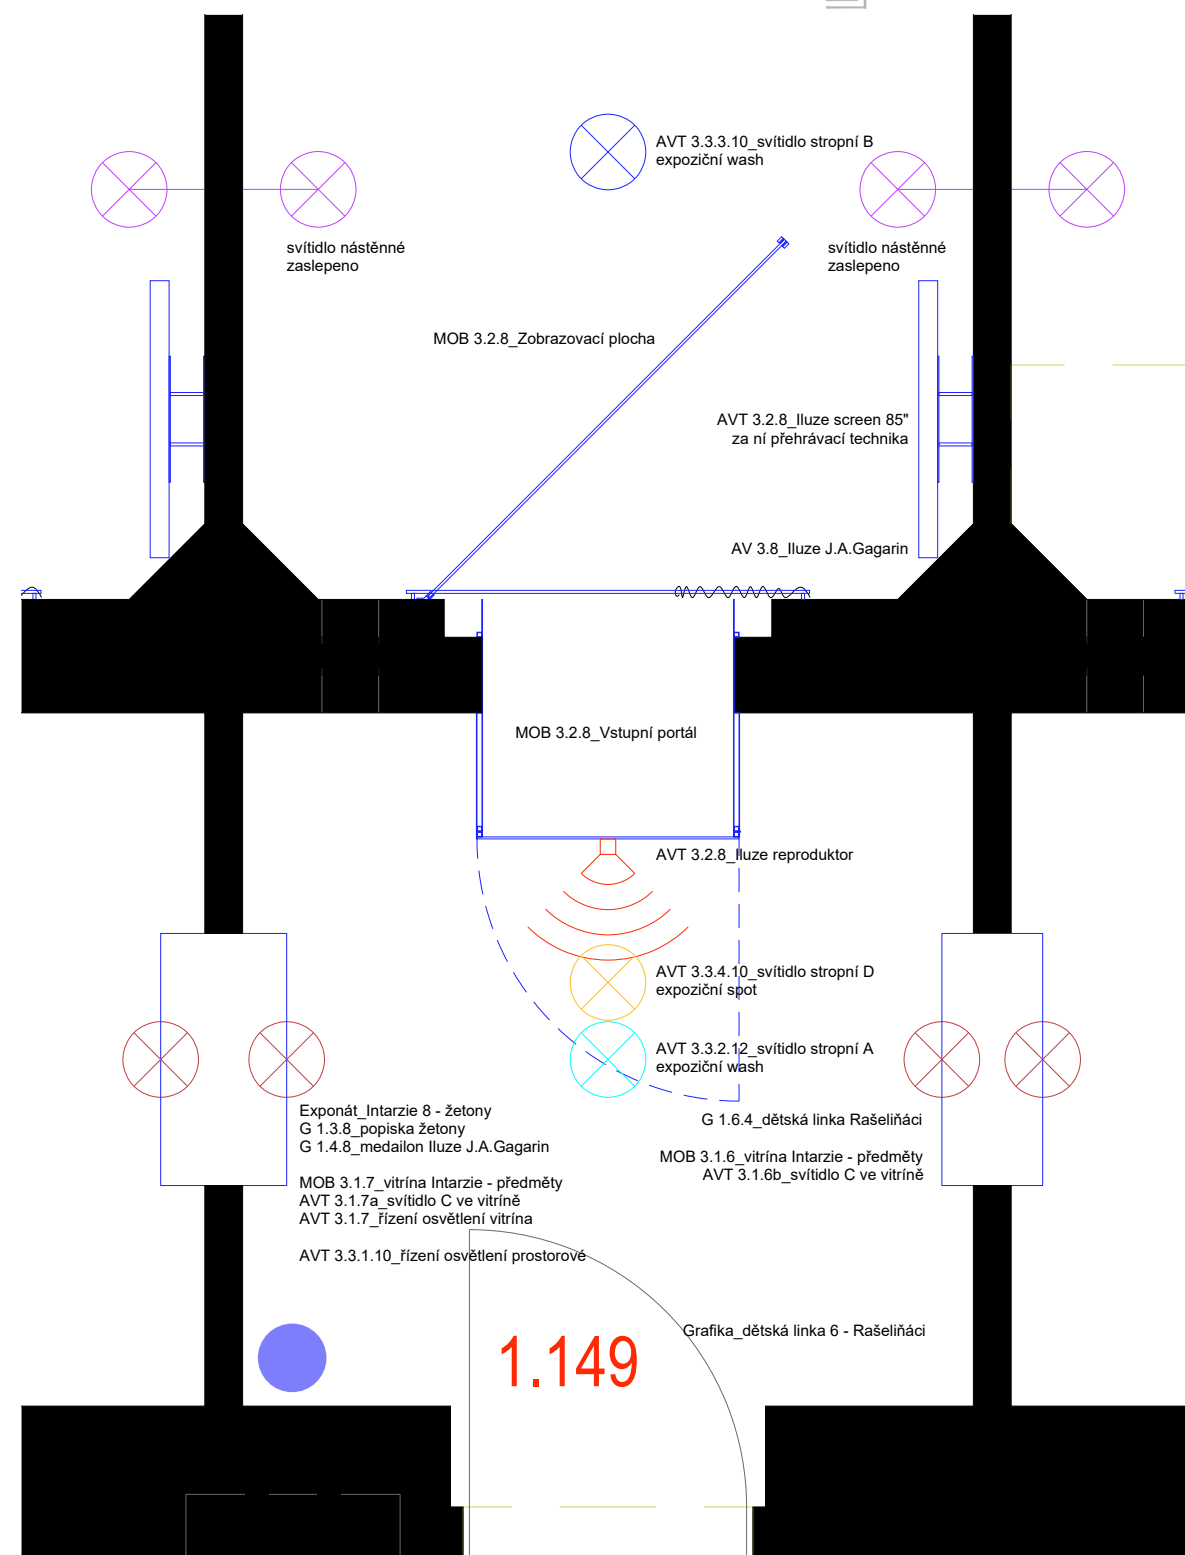 AVT 3.3.3.10_svítidlo stropní B
expoziční wash
svítidlo nástěnné
zaslepeno
svítidlo nástěnné
zaslepeno
MOB 3.2.8_Zobrazovací plocha
AVT 3.2.8_Iluze screen 85"
za ní přehrávací technika
AV 3.8_Iluze J.A.Gagarin
MOB 3.2.8_Vstupní portál
AVT 3.2.8_Iluze reproduktor
AVT 3.3.4.10_svítidlo stropní D
expoziční spot
AVT 3.3.2.12_svítidlo stropní A
expoziční wash
Exponát_Intarzie 8 - žetony
G 1.3.8_popiska žetony
G 1.4.8_medailon Iluze J.A.Gagarin
MOB 3.1.7_vitrína Intarzie - předměty
AVT 3.1.7a_svítidlo C ve vitríně
AVT 3.1.7_řízení osvětlení vitrína
AVT 3.3.1.10_řízení osvětlení prostorové
G 1.6.4_dětská linka Rašeliňáci
MOB 3.1.6_vitrína Intarzie - předměty
AVT 3.1.6b_svítidlo C ve vitríně
Grafika_dětská linka 6 - Rašeliňáci
1.149